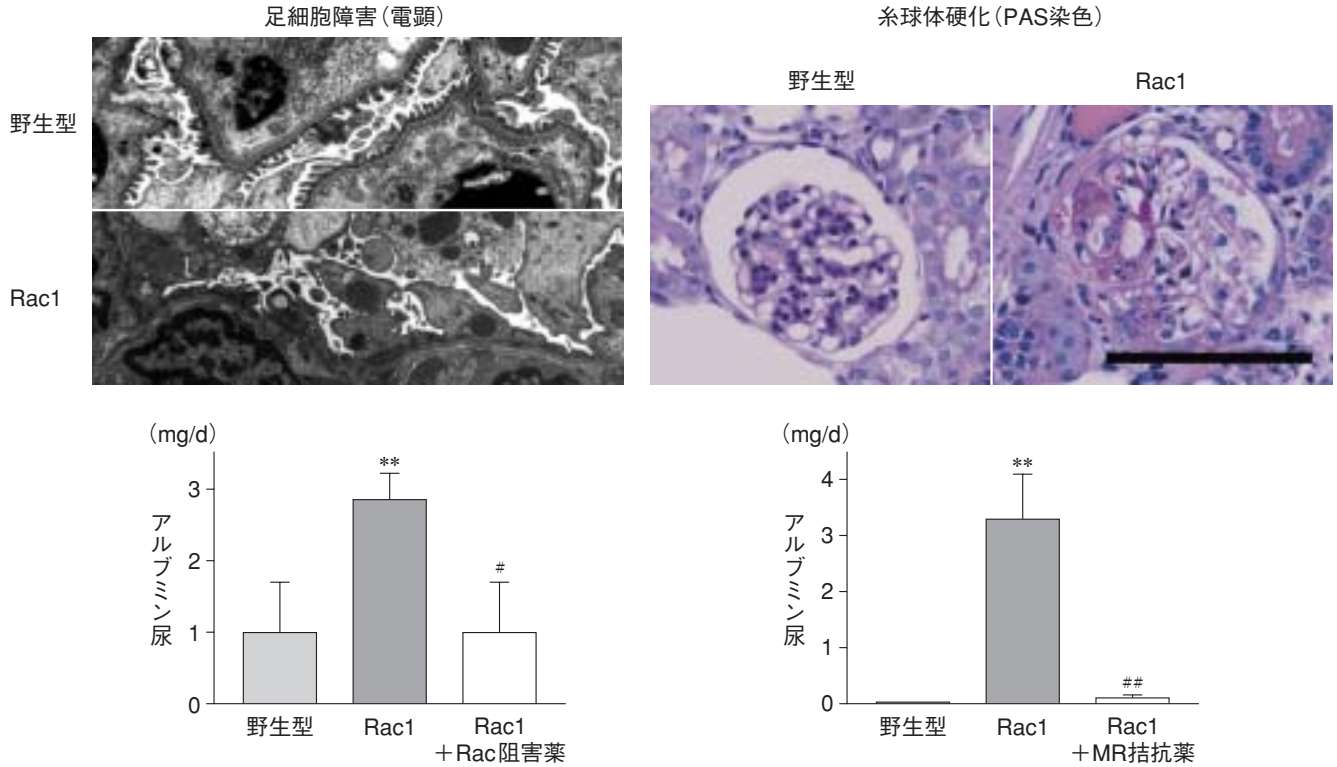 足細胞障害（電顕）
野生型
Rac1
糸球体硬化（PAS染色）
野生型
Rac1
（mg/d）
アルブミン尿
3
2
1
0
**
#
野生型
Rac1
Rac1
＋Rac阻害薬
（mg/d）
アルブミン尿
4
3
2
1
0
**
##
野生型
Rac1
Rac1
＋MR拮抗薬